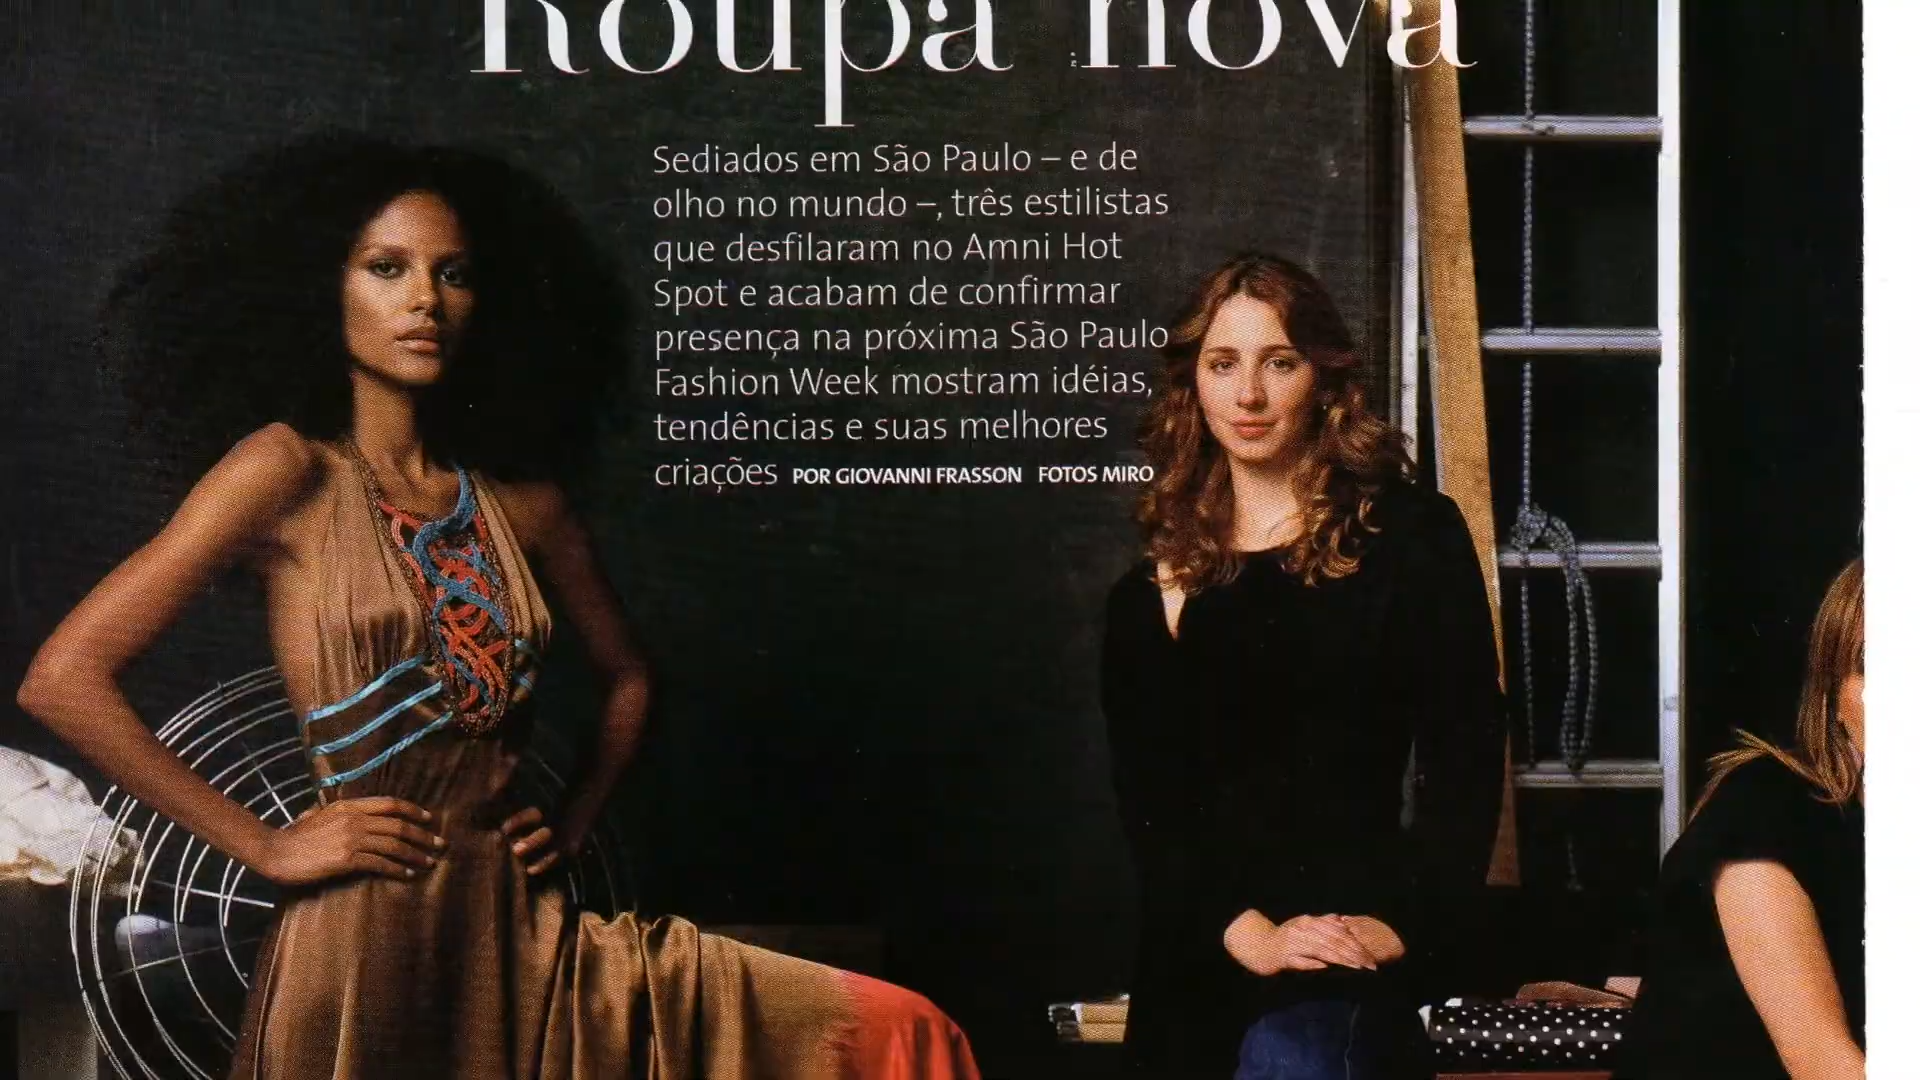 Roupa nova
Sediados em São Paulo – e de
olho no mundo –, três estilistas
que desfilaram no Amni Hot
Spot e acabam de confirmar
presença na próxima São Paulo
Fashion Week mostram idéias,
tendências e suas melhores
criações POR GIOVANNI FRASSON FOTOS MIRO